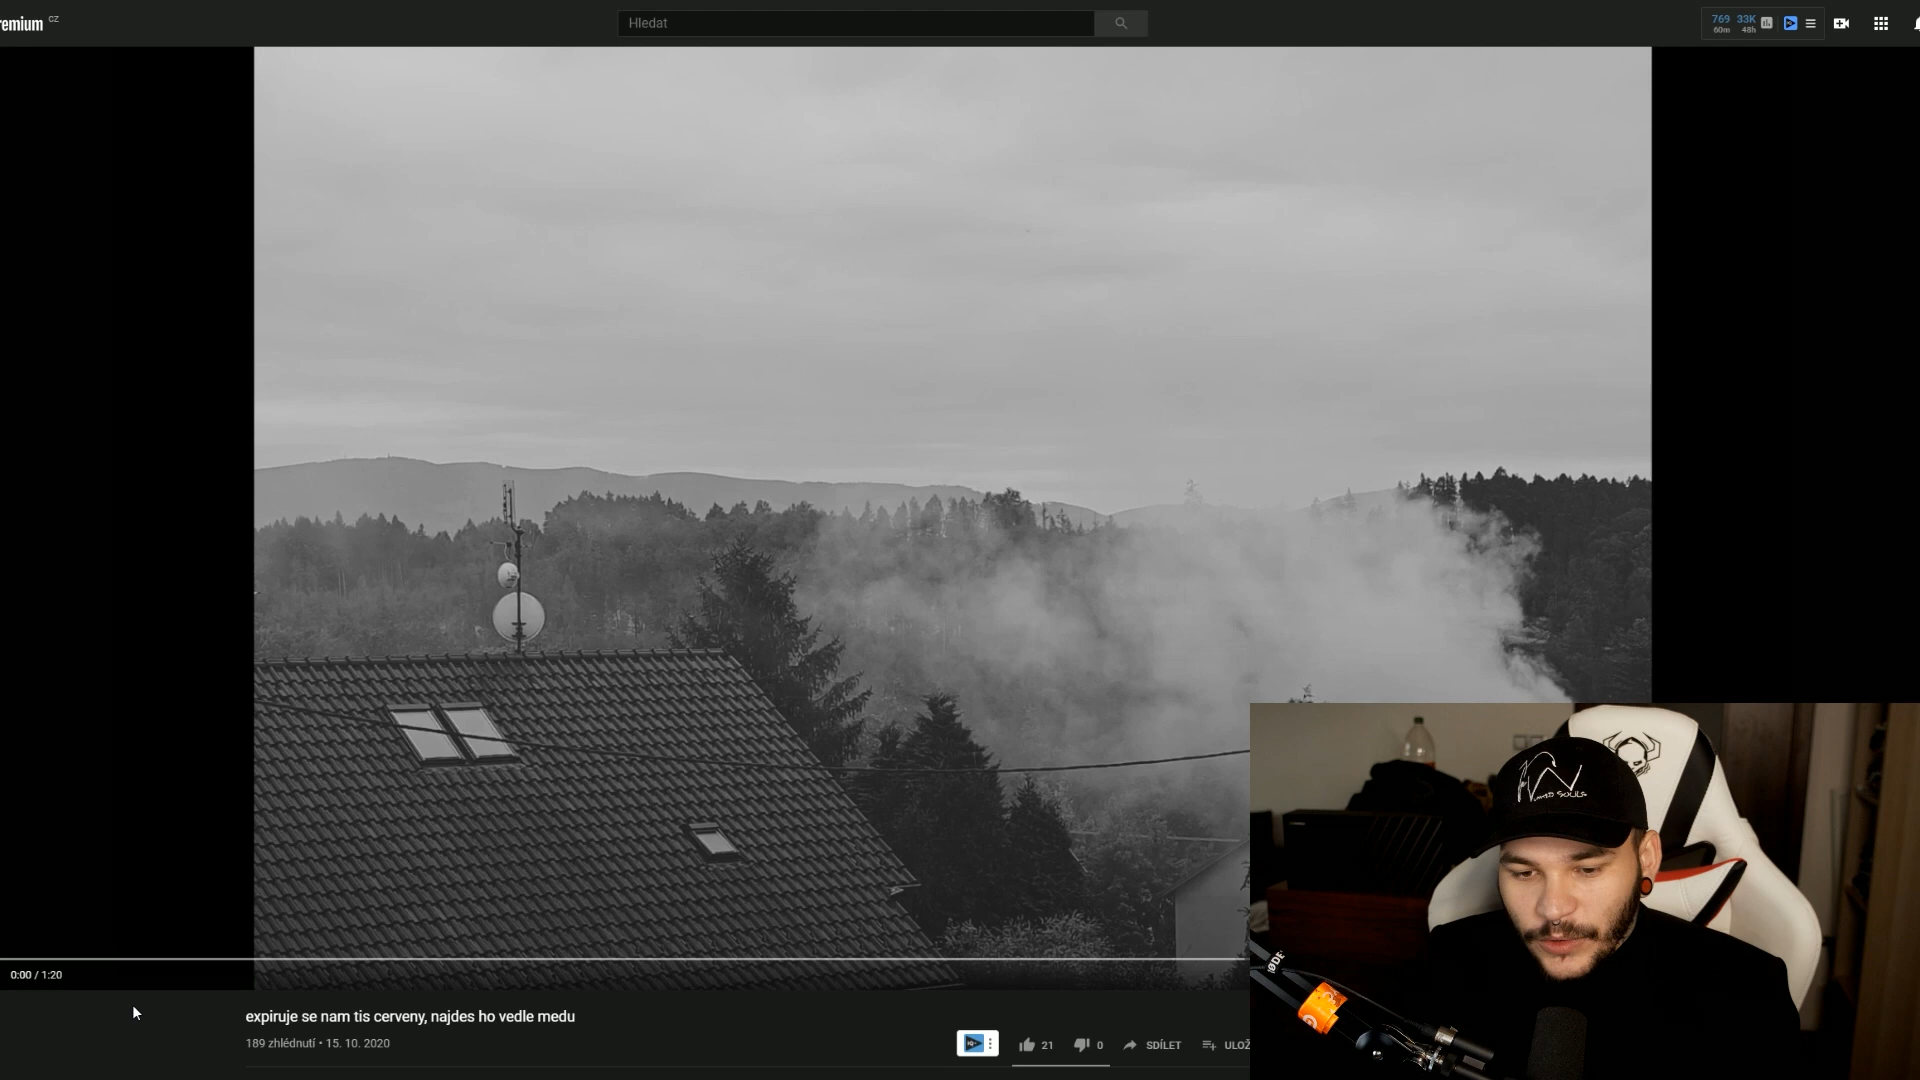 remium CZ
Hledat
769 33K
60m 48h
0:00 / 1:20
expiruje se nam tis cerveny, najdes ho vedle medu
189 zhlédnutí • 15. 10. 2020
21
0
SDÍLET
ULOŽ
RØDE